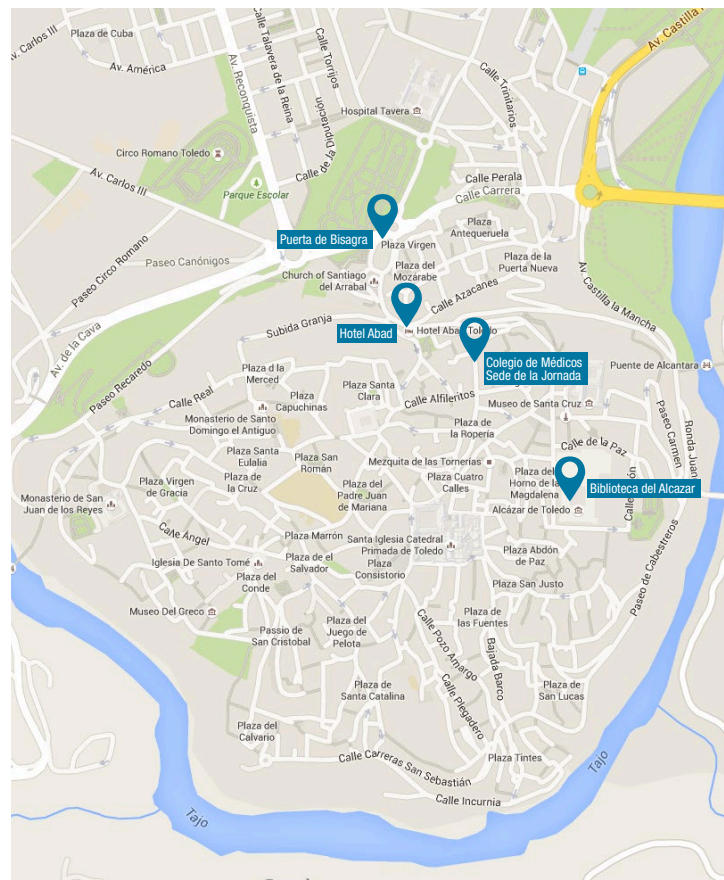 Plaza de Cuba
Av. Carlos III
Av. América
Calle Talavera de la Reina
Calle Torrijos
Av. Reconquista
Av. Castilla
Calle Trinitarios
Hospital Tavera
Calle de la
Diputación
Circo Romano Toledo
Parque Escolar
Av. Carlos III
Calle Perala
Calle Carrera
Puerta de Bisagra
Plaza Virgen
Plaza
Antequeruela
Paseo Circo Romano
Paseo Canónigos
Plaza del
Mozárabe
Plaza de la
Puerta Nueva
Church of Santiago
del Arrabal
Calle Azacanes
Av. Castilla la Mancha
Av. de la Cava
Subida Granja
Hotel Abad
Hotel Abad Toledo
Colegio de Médicos
Sede de la Jornada
Puente de Alcantara
Paseo Recaredo
Plaza d la
Merced
Plaza Santa
Clara
Calle Real
Plaza
Capuchinas
Calle Alfileritos
Museo de Santa Cruz
Monasterio de Santo
Domingo el Antiguo
Plaza de
la Ropería
Calle de la Paz
Paseo Carmen
Ronda Juan
Plaza Santa
Eulalia
Plaza San
Román
Mezquita de las Tornerías
Plaza Virgen
de Gracia
Plaza de
la Cruz
Plaza del
Padre Juan
de Mariana
Plaza Cuatro
Calles
Plaza del
Horno de la
Magdalena
Biblioteca del Alcazar
Monasterio de San
Juan de los Reyes
Alcázar de Toledo
Calle
Calle Angel
Plaza Marrón
Santa Iglesia Catedral
Primada de Toledo
Iglesia De Santo Tomé
Plaza de el
Salvador
Plaza
Consistorio
Plaza Abdón
de Paz
Plaza del
Conde
Plaza San Justo
Paseo de Cabestreros
Museo Del Greco
Plaza del
Juego de
Pelota
Plaza de
las Fuentes
Passio de
San Cristobal
Calle Pozo Amargo
Bajada Barco
Plaza de
Santa Catalina
Calle Plegadero
Plaza de
San Lucas
Plaza del
Calvario
Calle Carreras San Sebastián
Plaza Tintes
Tajo
Calle Incurnia
Tajo